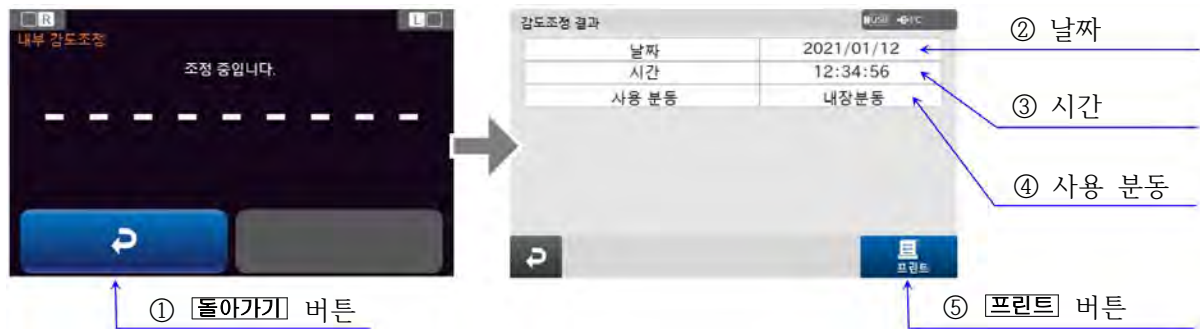 R L
내부 감도조정
조정 중입니다.
① 돌아가기 버튼
감도조정 결과 USB PC
날짜 2021/01/12
시간 12:34:56
사용 분동 내장분동
프린트
② 날짜
③ 시간
④ 사용 분동
⑤ 프린트 버튼